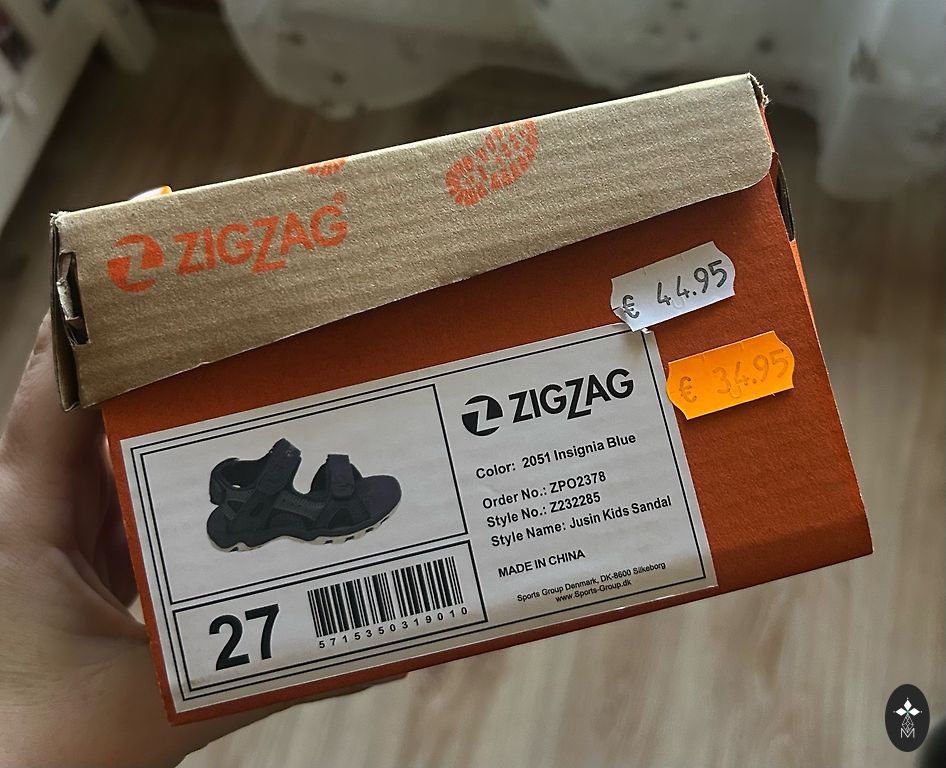 ZIGZAG®
€ 44.95
€ 34.95
ZIGZAG
Color: 2051 Insignia Blue
Order No.: ZPO2378
Style No.: Z232285
Style Name: Jusin Kids Sandal
MADE IN CHINA
Sports Group Denmark, DK-8600 Silkeborg
www.Sports-Group.dk
27
5715350319010
M